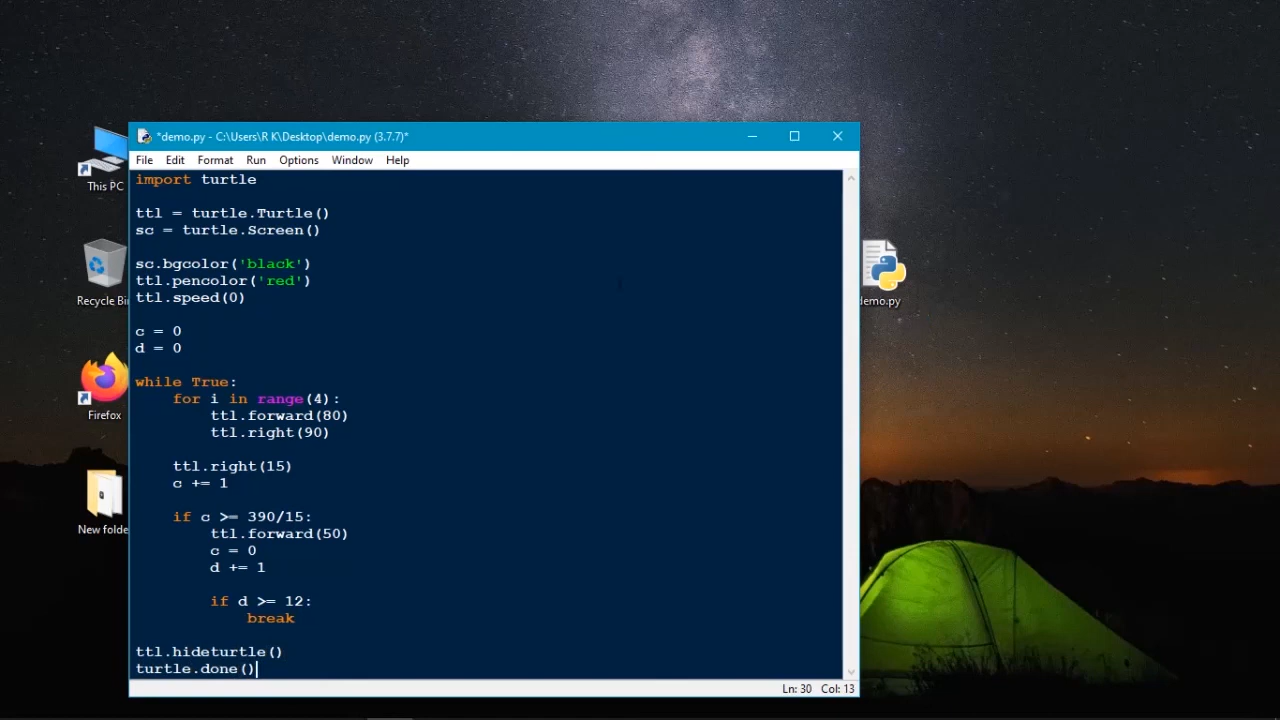 *demo.py - C:\Users\R K\Desktop\demo.py (3.7.7)*
File Edit Format Run Options Window Help
import turtle
ttl = turtle.Turtle()
sc = turtle.Screen()
sc.bgcolor('black')
ttl.pencolor('red')
ttl.speed(0)
c = 0
d = 0
while True:
    for i in range(4):
        ttl.forward(80)
        ttl.right(90)
    ttl.right(15)
    c += 1
    if c >= 390/15:
        ttl.forward(50)
        c = 0
        d += 1
        if d >= 12:
            break
ttl.hideturtle()
turtle.done()
Ln: 30 Col: 13
This PC
Recycle Bin
Firefox
New folde
demo.py